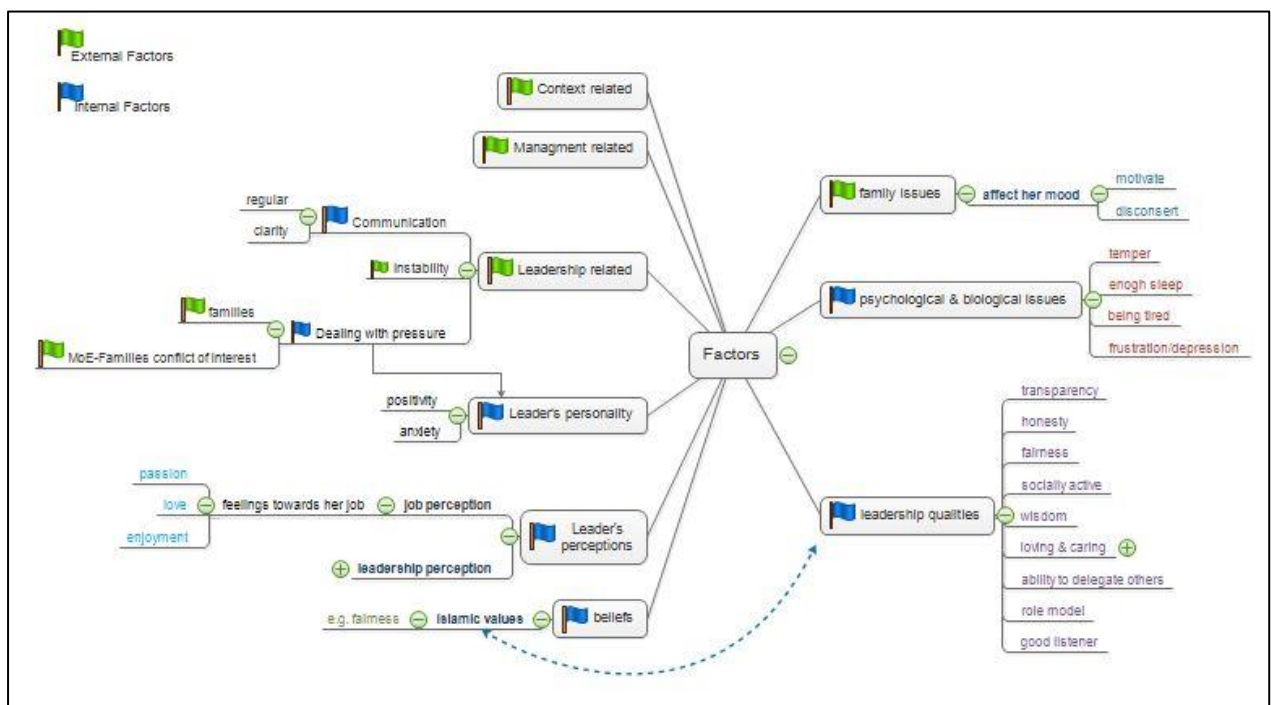 External Factors
Internal Factors
Context related
Managment related
regular
clarity
Communication
instability
Leadership related
families
MoE-Families conflict of interest
Dealing with pressure
positivity
anxiety
Leader's personality
passion
love
enjoyment
feelings towards her job
job perception
leadership perception
Leader's
perceptions
e.g. fairness
islamic values
beliefs
Factors
family issues
affect her mood
motivate
disconsert
psychological & biological issues
temper
enogh sleep
being tired
frustration/depression
leadership qualities
transparency
honesty
fairness
socially active
wisdom
loving & caring
ability to delegate others
role model
good listener